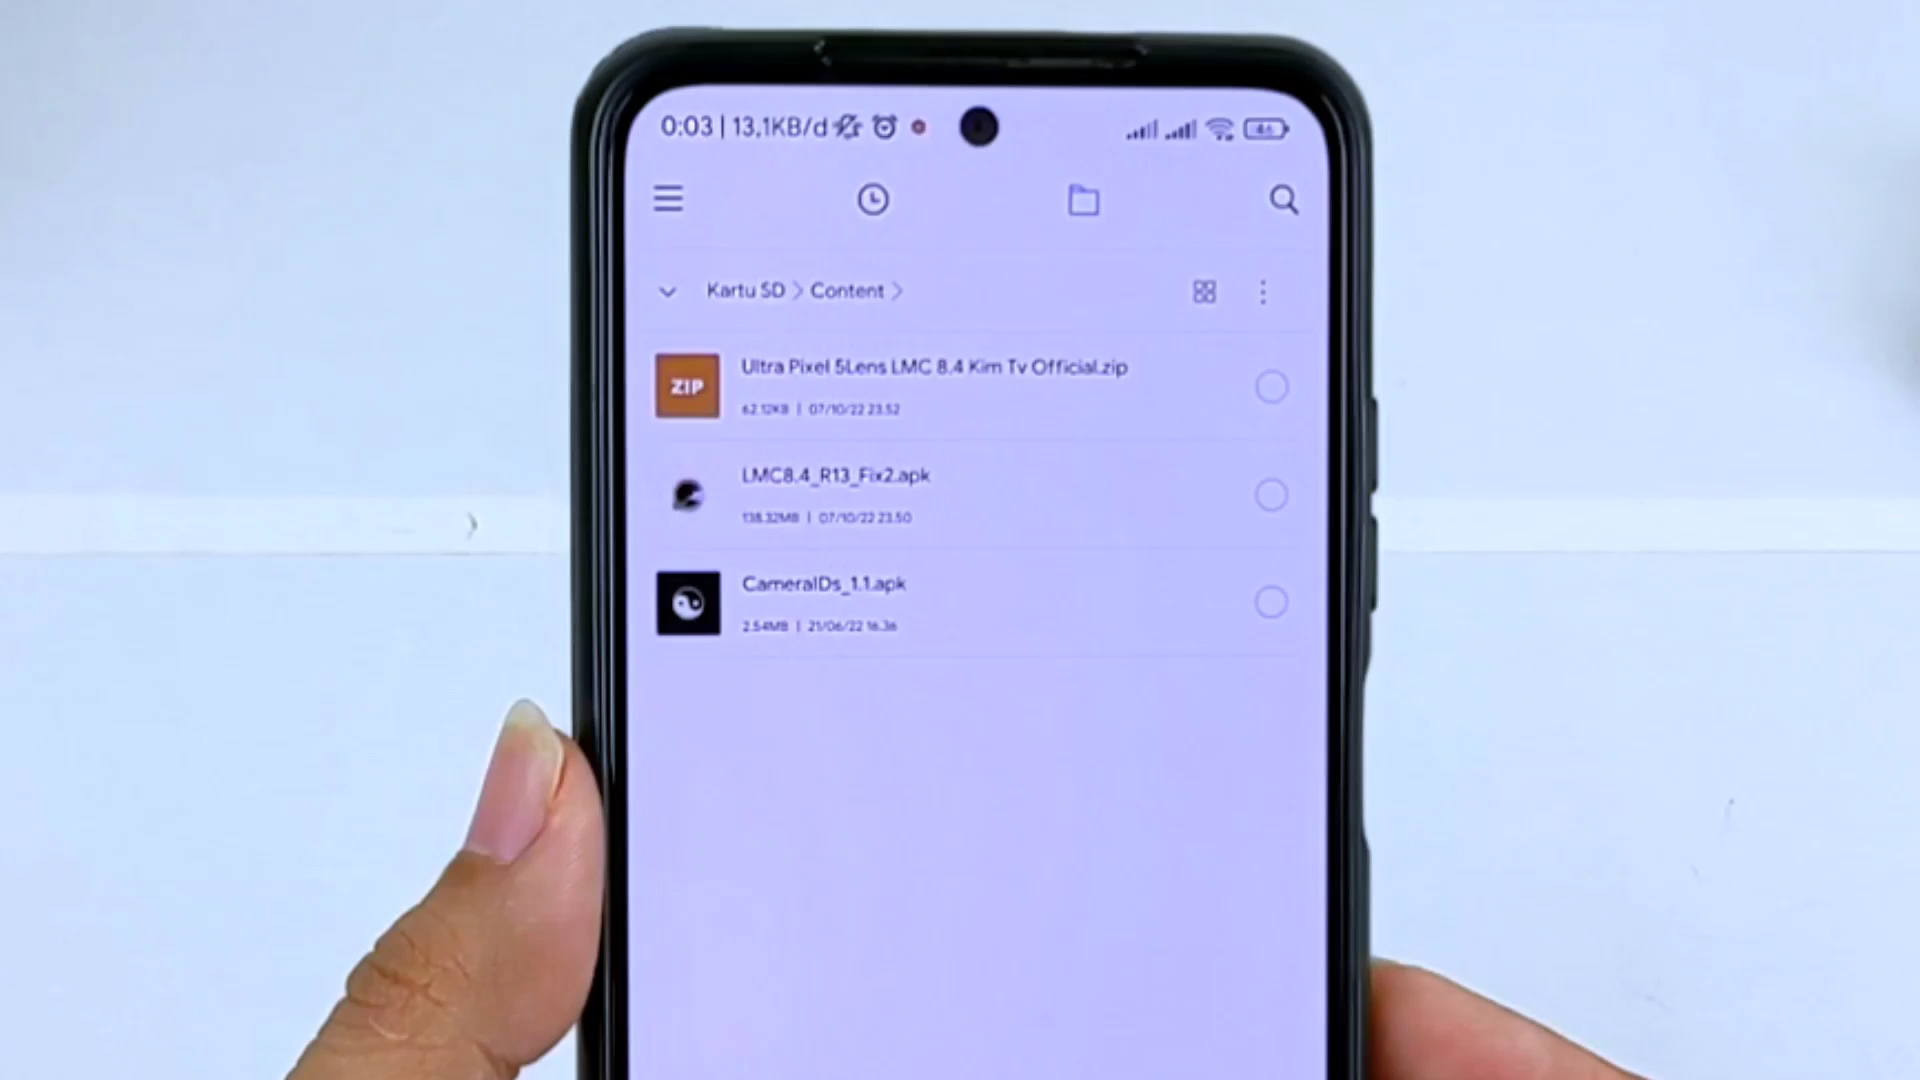 0:03 | 13,1KB/d
46
Kartu SD > Content >
ZIP
Ultra Pixel 5Lens LMC 8.4 Kim Tv Official.zip
62.12KB | 07/10/22 23.52
LMC8.4_R13_Fix2.apk
138.32MB | 07/10/22 23.50
CameraIDs_1.1.apk
2.54MB | 21/06/22 16.36